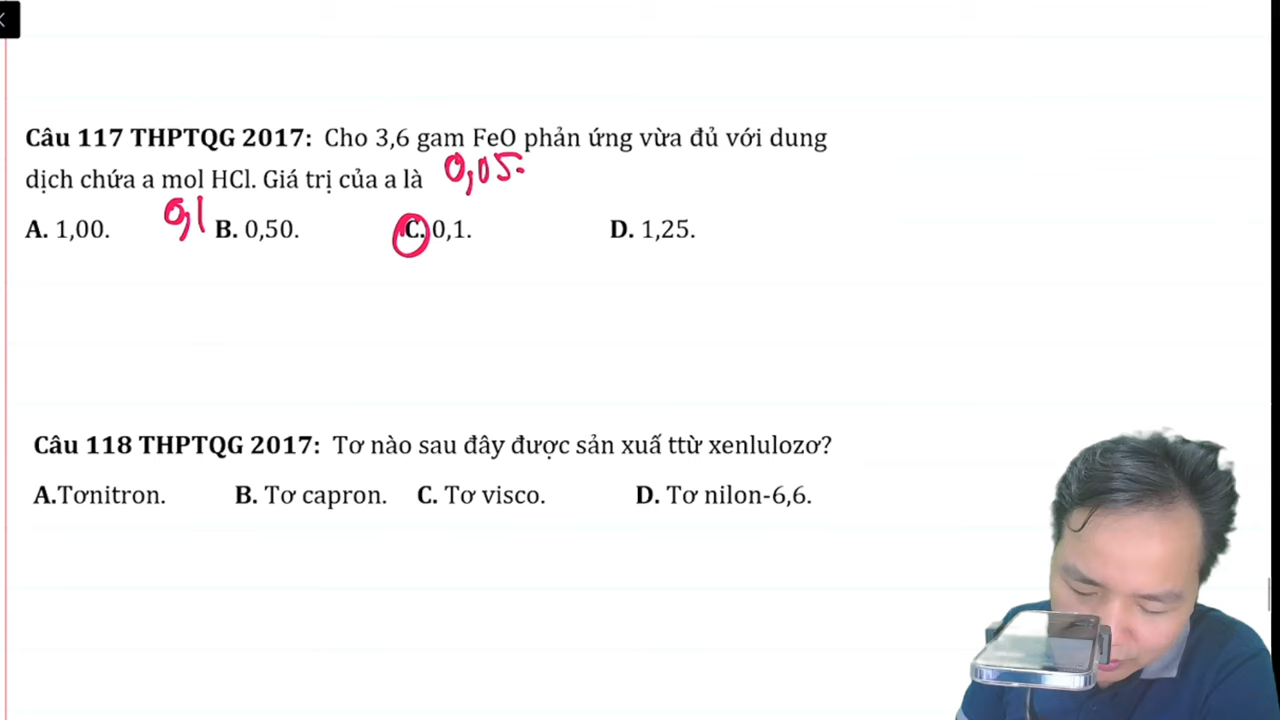 Câu 117 THPTQG 2017: Cho 3,6 gam FeO phản ứng vừa đủ với dung
dịch chứa a mol HCl. Giá trị của a là 0,05
0,1
A. 1,00. B. 0,50. C. 0,1. D. 1,25.
Câu 118 THPTQG 2017: Tơ nào sau đây được sản xuấ ttừ xenlulozơ?
A.Tơnitron. B. Tơ capron. C. Tơ visco. D. Tơ nilon-6,6.